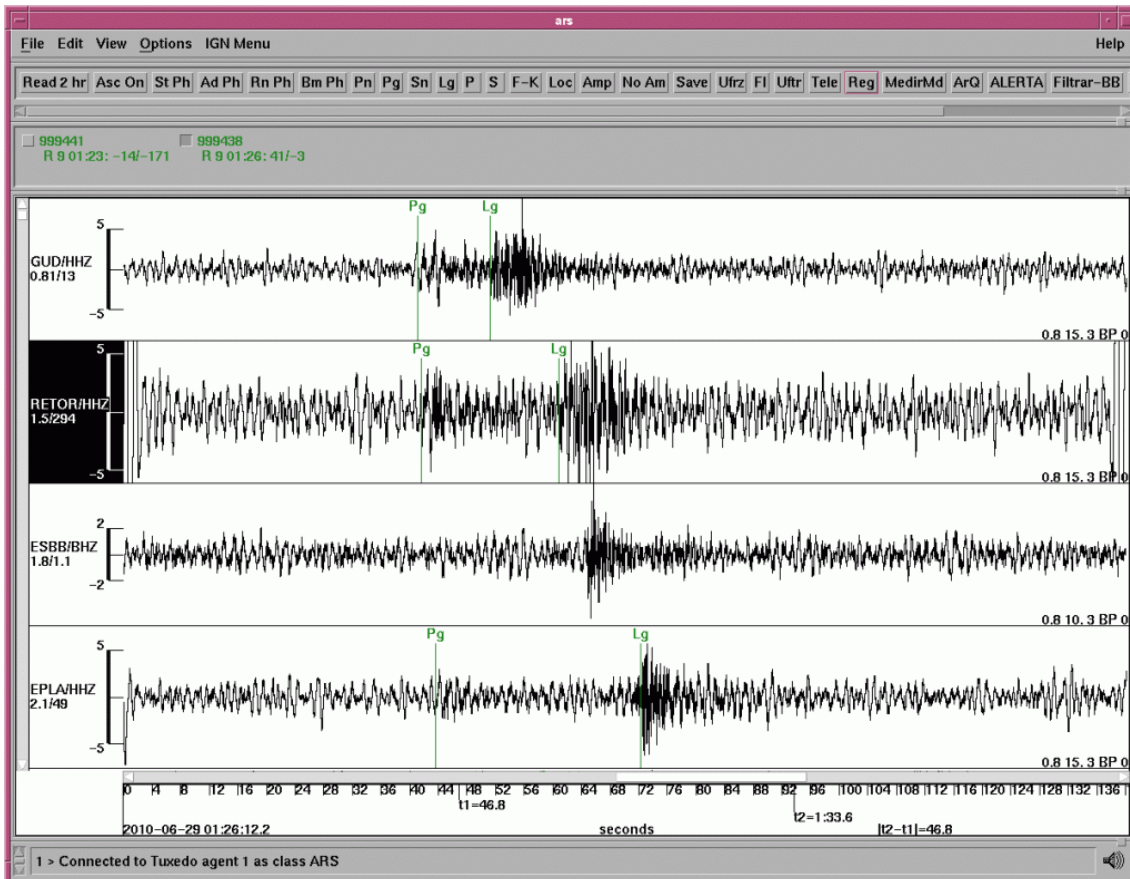 ars
File Edit View Options IGN Menu Help
Read 2 hr Asc On St Ph Ad Ph Rn Ph Bm Ph Pn Pg Sn Lg P S F-K Loc Amp No Am Save Ufrz Fl Uftr Tele Reg MedirMd ArQ ALERTA Filtrar-BB
999441 999438
R 9 01:23: -14/-171 R 9 01:26: 41/-3
Pg Lg
5
GUD/HHZ
0.81/13
-5
0.8 15. 3 BP 0
Pg Lg
5
RETOR/HHZ
1.5/294
-5
0.8 15. 3 BP 0
2
ESBB/BHZ
1.8/1.1
-2
0.8 10. 3 BP 0
Pg Lg
5
EPLA/HHZ
2.1/49
-5
0.8 15. 3 BP 0
0 4 8 12 16 20 24 28 32 36 40 44 48 52 56 60 64 68 72 76 80 84 88 92 96 100 104 108 112 116 120 124 128 132 136
t1=46.8
t2=1:33.6
2010-06-29 01:26:12.2 seconds |t2-t1|=46.8
1 > Connected to Tuxedo agent 1 as class ARS